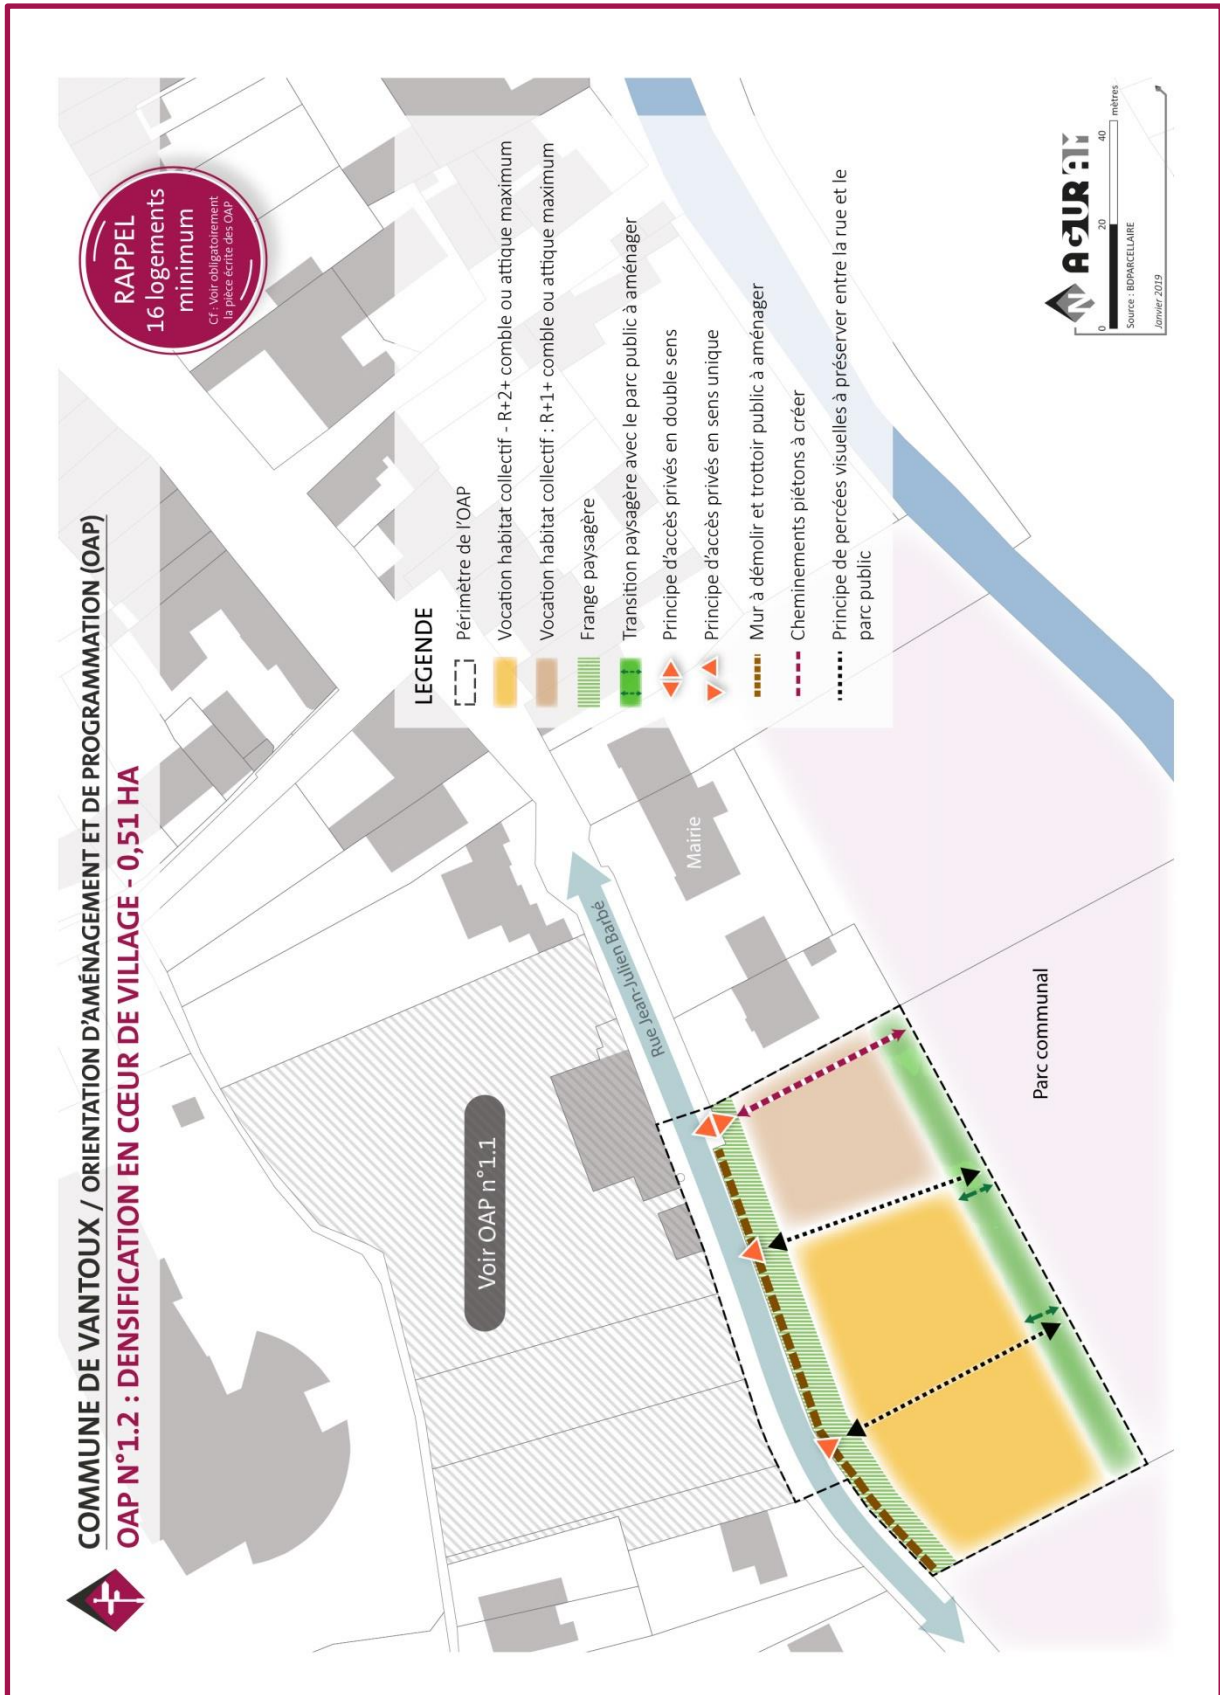 COMMUNE DE VANTOUX / ORIENTATION D'AMÉNAGEMENT ET DE PROGRAMMATION (OAP)
OAP N°1.2 : DENSIFICATION EN CŒUR DE VILLAGE - 0,51 HA
RAPPEL
16 logements
minimum
Cf : Voir obligatoirement
la pièce écrite des OAP
Voir OAP n°1.1
Rue Jean-Julien Barbé
Mairie
Parc communal
LEGENDE
Périmètre de l'OAP
Vocation habitat collectif - R+2+ comble ou attique maximum
Vocation habitat collectif : R+1+ comble ou attique maximum
Frange paysagère
Transition paysagère avec le parc public à aménager
Principe d'accès privés en double sens
Principe d'accès privés en sens unique
Mur à démolir et trottoir public à aménager
Cheminements piétons à créer
Principe de percées visuelles à préserver entre la rue et le
parc public
N AGURAM
0 20 40 mètres
Source : BDPARCELLAIRE
Janvier 2019